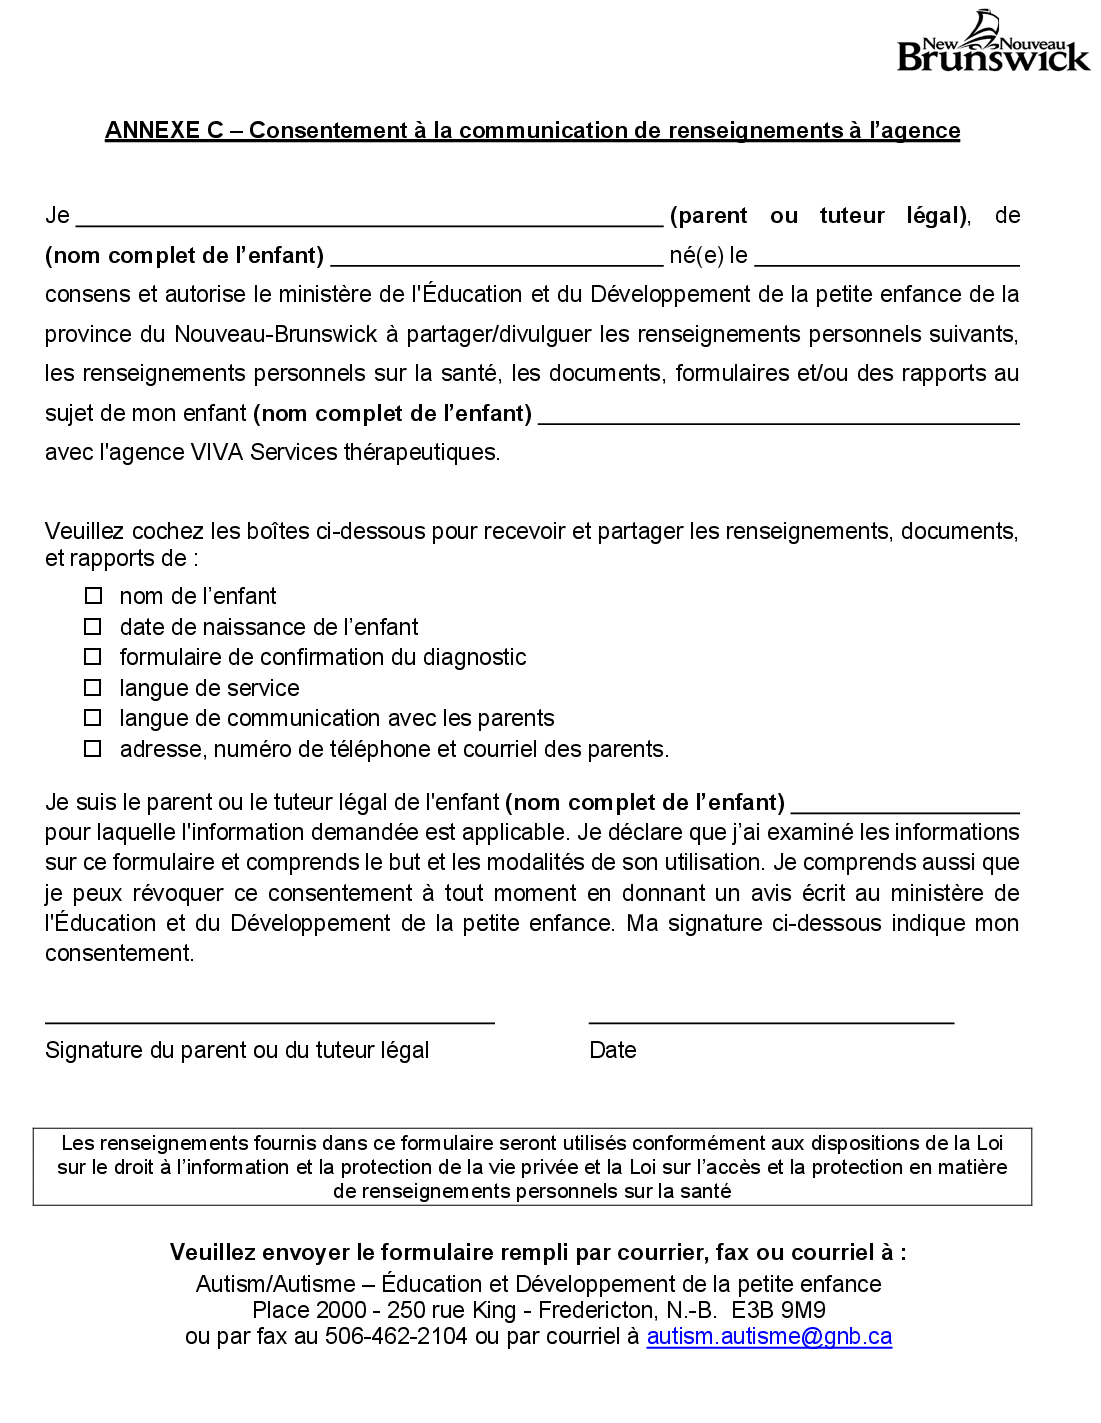 New Nouveau
Brunswick
ANNEXE C – Consentement à la communication de renseignements à l’agence
Je ______________________________ (parent ou tuteur légal), de
(nom complet de l’enfant) ____________________ né(e) le ____________________
consens et autorise le ministère de l'Éducation et du Développement de la petite enfance de la
province du Nouveau-Brunswick à partager/divulguer les renseignements personnels suivants,
les renseignements personnels sur la santé, les documents, formulaires et/ou des rapports au
sujet de mon enfant (nom complet de l’enfant) ______________________________
avec l'agence VIVA Services thérapeutiques.
Veuillez cochez les boîtes ci-dessous pour recevoir et partager les renseignements, documents,
et rapports de :
☐ nom de l’enfant
☐ date de naissance de l’enfant
☐ formulaire de confirmation du diagnostic
☐ langue de service
☐ langue de communication avec les parents
☐ adresse, numéro de téléphone et courriel des parents.
Je suis le parent ou le tuteur légal de l'enfant (nom complet de l’enfant) ____________________
pour laquelle l'information demandée est applicable. Je déclare que j’ai examiné les informations
sur ce formulaire et comprends le but et les modalités de son utilisation. Je comprends aussi que
je peux révoquer ce consentement à tout moment en donnant un avis écrit au ministère de
l'Éducation et du Développement de la petite enfance. Ma signature ci-dessous indique mon
consentement.
Signature du parent ou du tuteur légal Date
Les renseignements fournis dans ce formulaire seront utilisés conformément aux dispositions de la Loi
sur le droit à l’information et la protection de la vie privée et la Loi sur l’accès et la protection en matière
de renseignements personnels sur la santé
Veuillez envoyer le formulaire rempli par courrier, fax ou courriel à :
Autism/Autisme – Éducation et Développement de la petite enfance
Place 2000 - 250 rue King - Fredericton, N.-B. E3B 9M9
ou par fax au 506-462-2104 ou par courriel à autism.autisme@gnb.ca